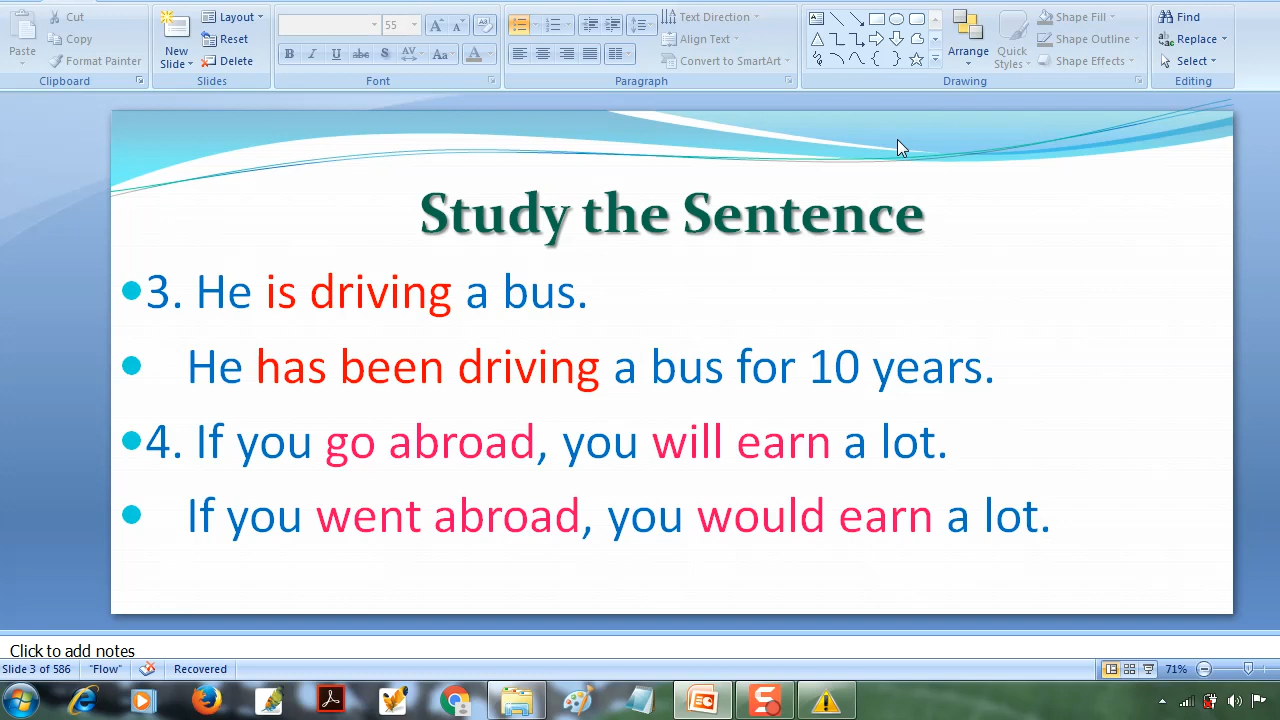 Cut
Copy
Format Painter
Paste
Clipboard
New
Slide
Layout
Reset
Delete
Slides
55
B I U abe S AV Aa A
Font
Text Direction
Align Text
Convert to SmartArt
Paragraph
Arrange
Quick
Styles
Shape Fill
Shape Outline
Shape Effects
Drawing
Find
Replace
Select
Editing
Study the Sentence
3. He is driving a bus.
He has been driving a bus for 10 years.
4. If you go abroad, you will earn a lot.
If you went abroad, you would earn a lot.
Click to add notes
Slide 3 of 586
"Flow"
Recovered
71%